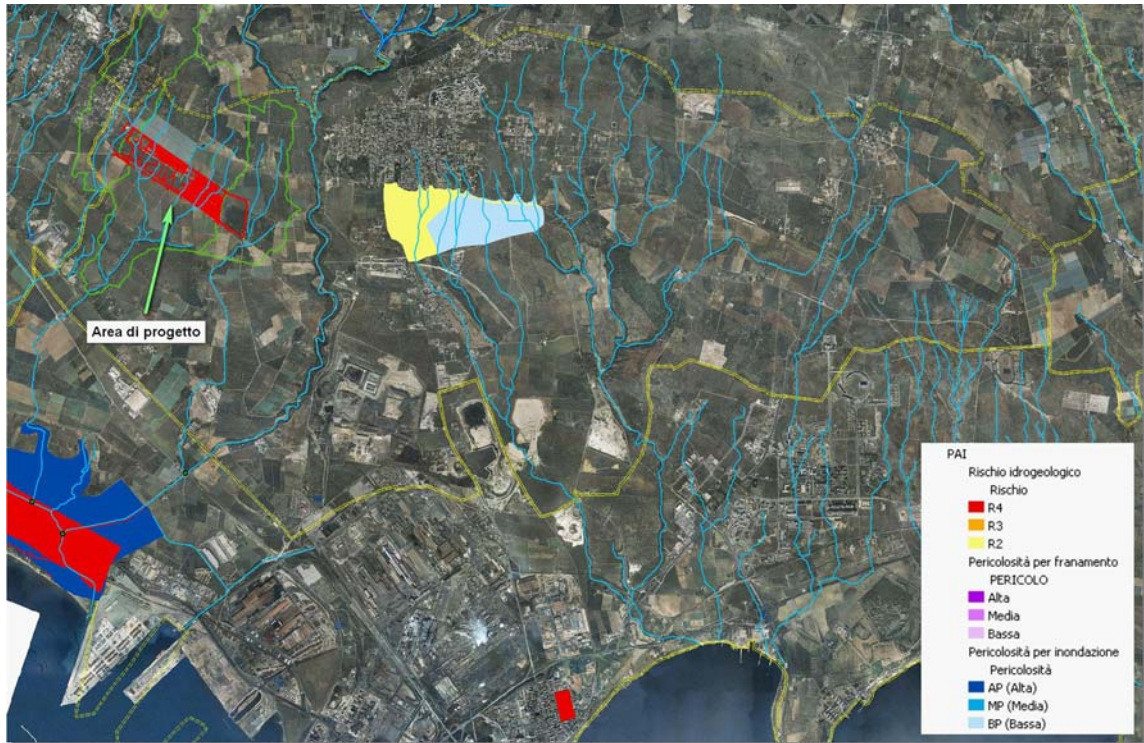 Area di progetto
PAI
Rischio idrogeologico
Rischio
R4
R3
R2
Pericolosità per franamento
PERICOLO
Alta
Media
Bassa
Pericolosità per inondazione
Pericolosità
AP (Alta)
MP (Media)
BP (Bassa)